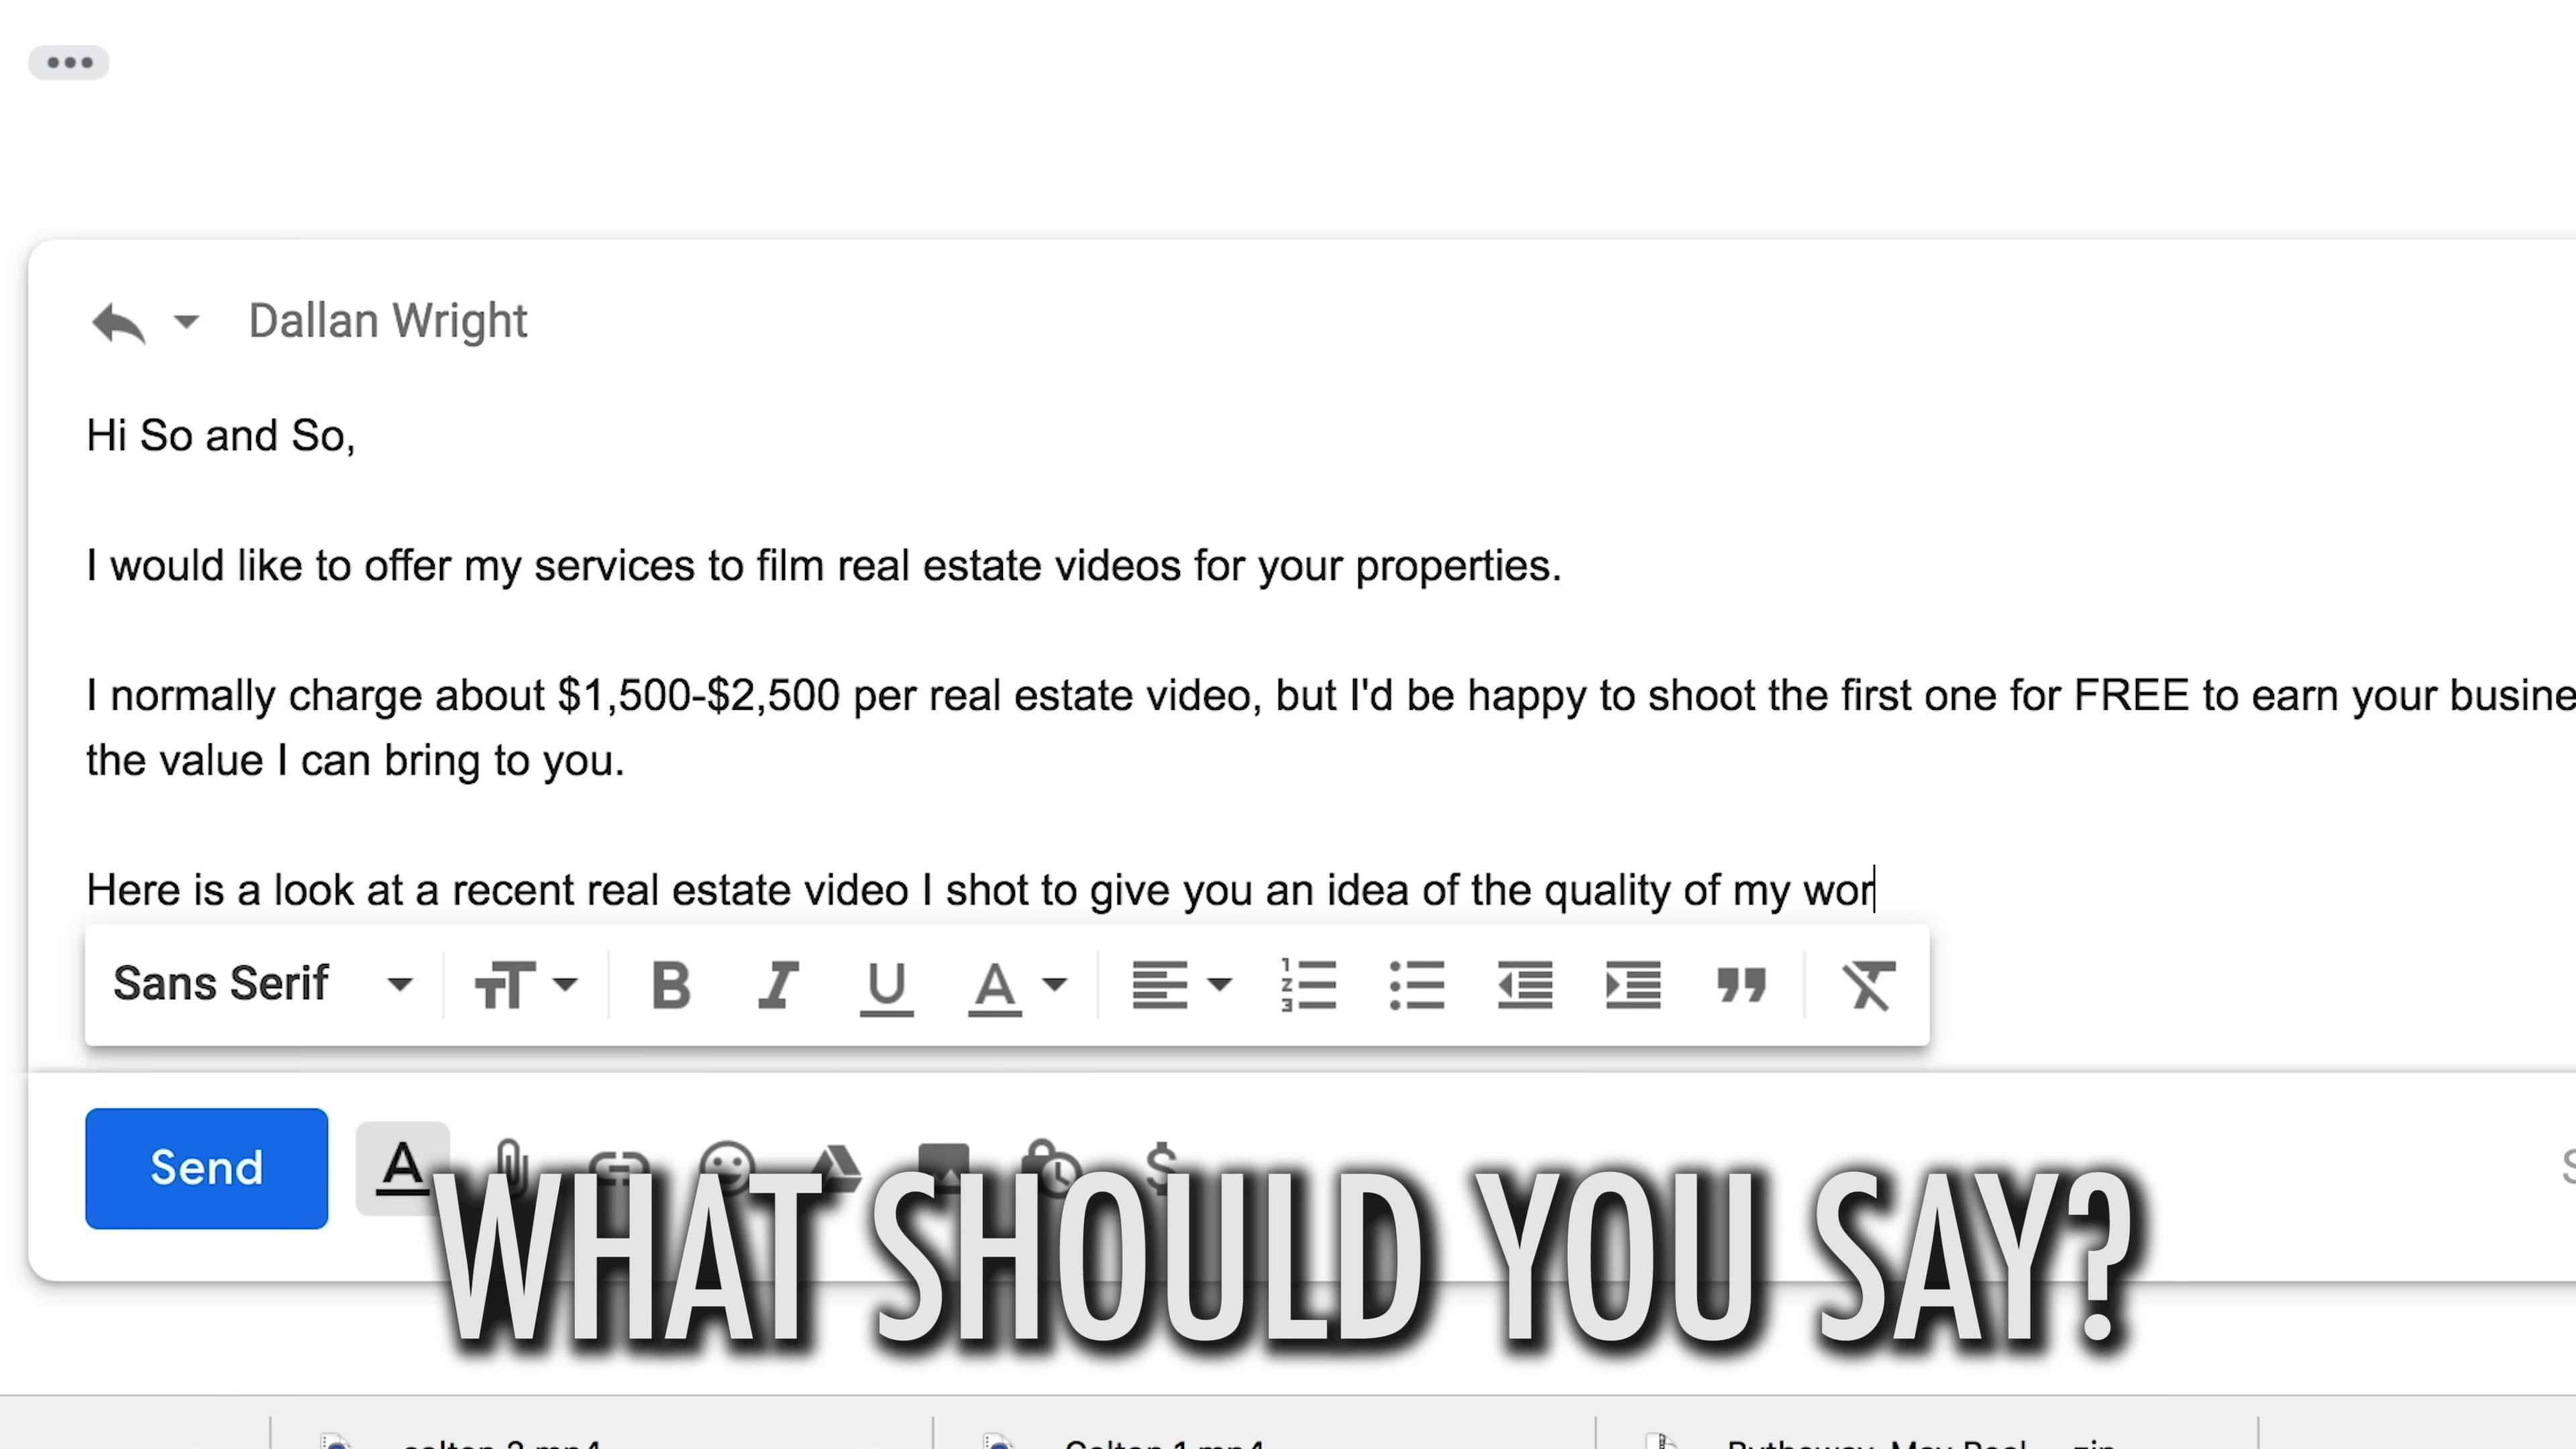 Dallan Wright
Hi So and So,
I would like to offer my services to film real estate videos for your properties.
I normally charge about $1,500-$2,500 per real estate video, but I'd be happy to shoot the first one for FREE to earn your busine
the value I can bring to you.
Here is a look at a recent real estate video I shot to give you an idea of the quality of my wor
Sans Serif
Send
WHAT SHOULD YOU SAY?